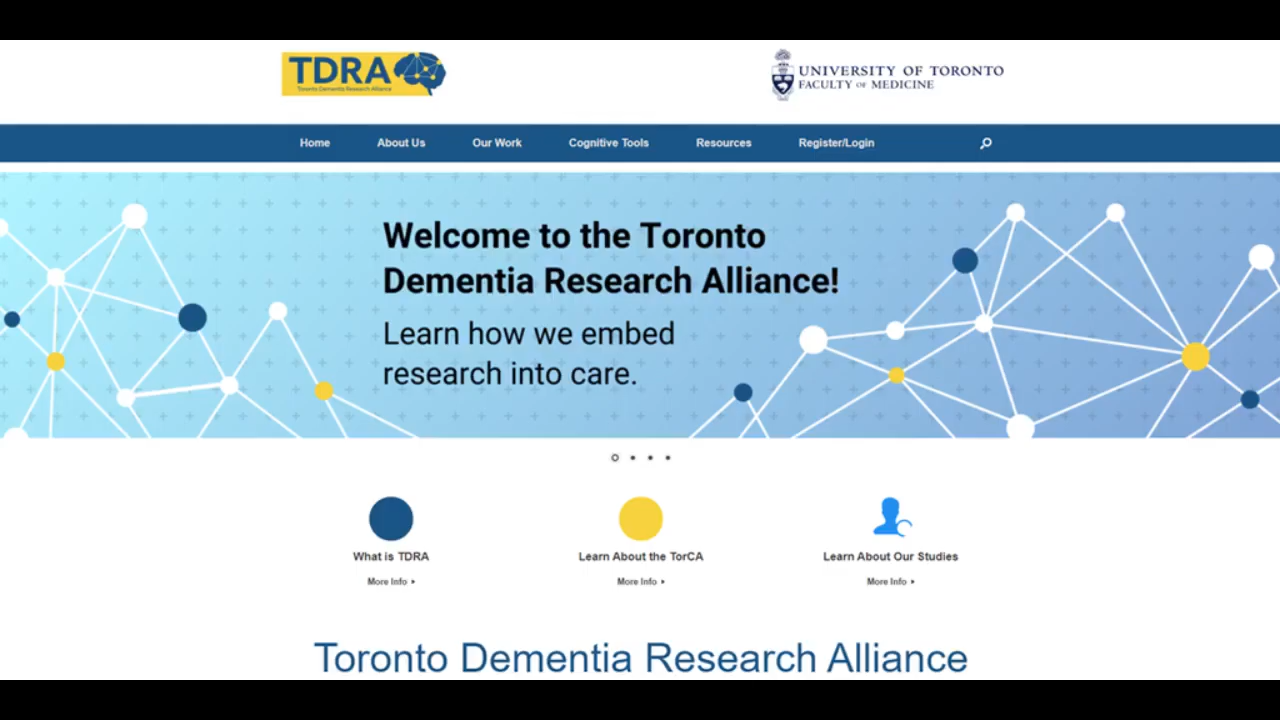 TDRA
Toronto Dementia Research Alliance
UNIVERSITY OF TORONTO
FACULTY OF MEDICINE
Home About Us Our Work Cognitive Tools Resources Register/Login
Welcome to the Toronto
Dementia Research Alliance!
Learn how we embed
research into care.
What is TDRA Learn About the TorCA Learn About Our Studies
More Info More Info More Info
Toronto Dementia Research Alliance